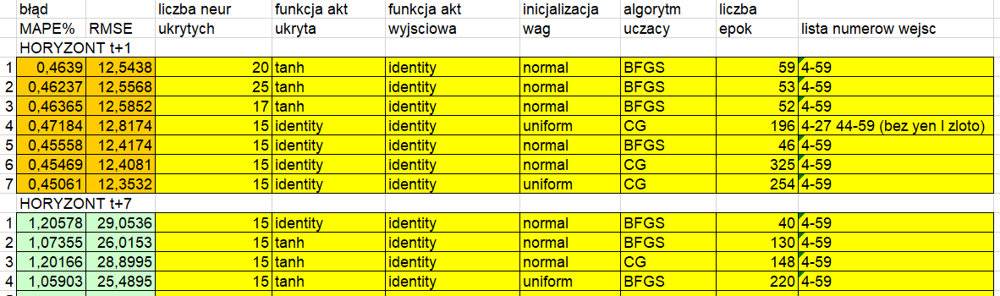 błąd liczba neur funkcja akt funkcja akt inicjalizacja algorytm liczba
MAPE% RMSE ukrytych ukryta wyjsciowa wag uczacy epok lista numerow wejsc
HORYZONT t+1
1 0,4639 12,5438 20 tanh identity normal BFGS 59 4-59
2 0,46237 12,5568 25 tanh identity normal BFGS 53 4-59
3 0,46365 12,5852 17 tanh identity normal BFGS 52 4-59
4 0,47184 12,8174 15 identity identity uniform CG 196 4-27 44-59 (bez yen I zloto)
5 0,45558 12,4174 15 identity identity normal BFGS 46 4-59
6 0,45469 12,4081 15 identity identity normal CG 325 4-59
7 0,45061 12,3532 15 identity identity uniform CG 254 4-59
HORYZONT t+7
1 1,20578 29,0536 15 identity identity normal BFGS 40 4-59
2 1,07355 26,0153 15 tanh identity normal BFGS 130 4-59
3 1,20166 28,8995 15 tanh identity normal CG 148 4-59
4 1,05903 25,4895 15 tanh identity uniform BFGS 220 4-59